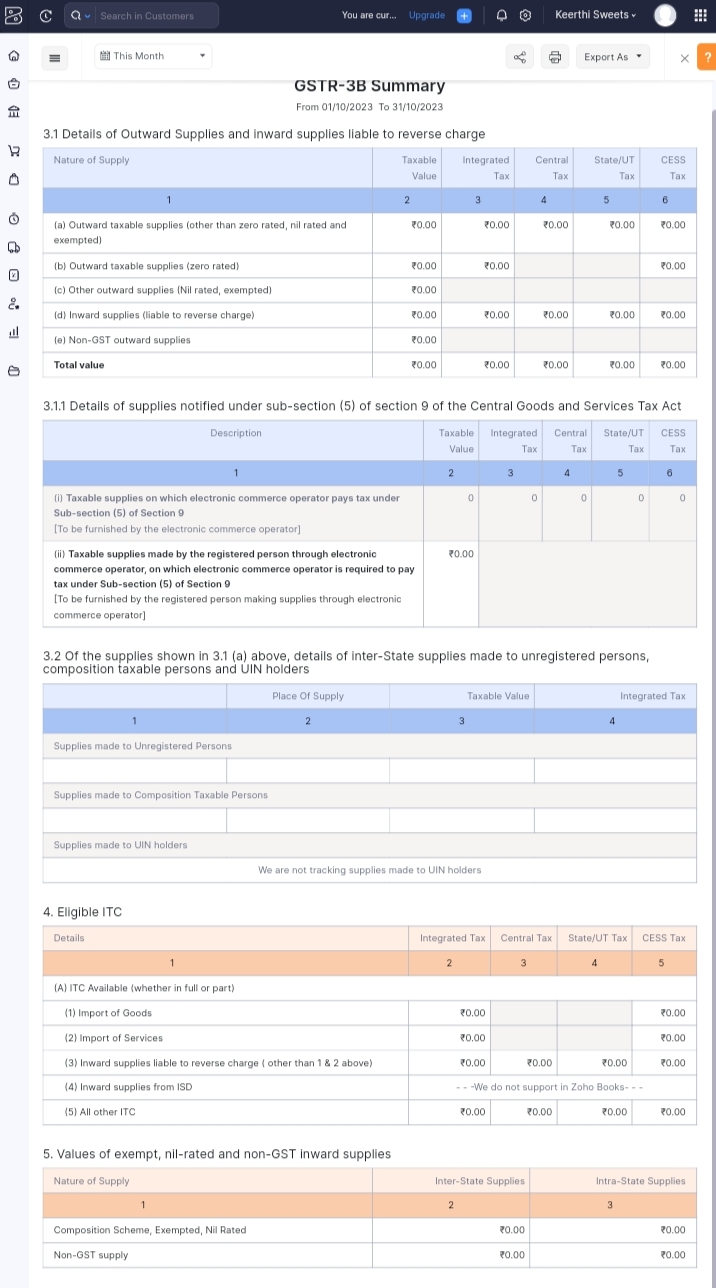 Search in Customers
You are cur... Upgrade
Keerthi Sweets
This Month
Export As
?
GSTR-3B Summary
From 01/10/2023 To 31/10/2023
3.1 Details of Outward Supplies and inward supplies liable to reverse charge
Nature of Supply Taxable Integrated Central State/UT CESS
Value Tax Tax Tax Tax
1 2 3 4 5 6
(a) Outward taxable supplies (other than zero rated, nil rated and ₹0.00 ₹0.00 ₹0.00 ₹0.00 ₹0.00
exempted)
(b) Outward taxable supplies (zero rated) ₹0.00 ₹0.00 ₹0.00
(c) Other outward supplies (Nil rated, exempted) ₹0.00
(d) Inward supplies (liable to reverse charge) ₹0.00 ₹0.00 ₹0.00 ₹0.00 ₹0.00
(e) Non-GST outward supplies ₹0.00
Total value ₹0.00 ₹0.00 ₹0.00 ₹0.00 ₹0.00
3.1.1 Details of supplies notified under sub-section (5) of section 9 of the Central Goods and Services Tax Act
Description Taxable Integrated Central State/UT CESS
Value Tax Tax Tax Tax
1 2 3 4 5 6
(i) Taxable supplies on which electronic commerce operator pays tax under 0 0 0 0 0
Sub-section (5) of Section 9
[To be furnished by the electronic commerce operator]
(ii) Taxable supplies made by the registered person through electronic ₹0.00
commerce operator, on which electronic commerce operator is required to pay
tax under Sub-section (5) of Section 9
[To be furnished by the registered person making supplies through electronic
commerce operator]
3.2 Of the supplies shown in 3.1 (a) above, details of inter-State supplies made to unregistered persons,
composition taxable persons and UIN holders
Place Of Supply Taxable Value Integrated Tax
1 2 3 4
Supplies made to Unregistered Persons
Supplies made to Composition Taxable Persons
Supplies made to UIN holders
We are not tracking supplies made to UIN holders
4. Eligible ITC
Details Integrated Tax Central Tax State/UT Tax CESS Tax
1 2 3 4 5
(A) ITC Available (whether in full or part)
(1) Import of Goods ₹0.00 ₹0.00
(2) Import of Services ₹0.00 ₹0.00
(3) Inward supplies liable to reverse charge ( other than 1 & 2 above) ₹0.00 ₹0.00 ₹0.00 ₹0.00
(4) Inward supplies from ISD - - -We do not support in Zoho Books- - -
(5) All other ITC ₹0.00 ₹0.00 ₹0.00 ₹0.00
5. Values of exempt, nil-rated and non-GST inward supplies
Nature of Supply Inter-State Supplies Intra-State Supplies
1 2 3
Composition Scheme, Exempted, Nil Rated ₹0.00 ₹0.00
Non-GST supply ₹0.00 ₹0.00